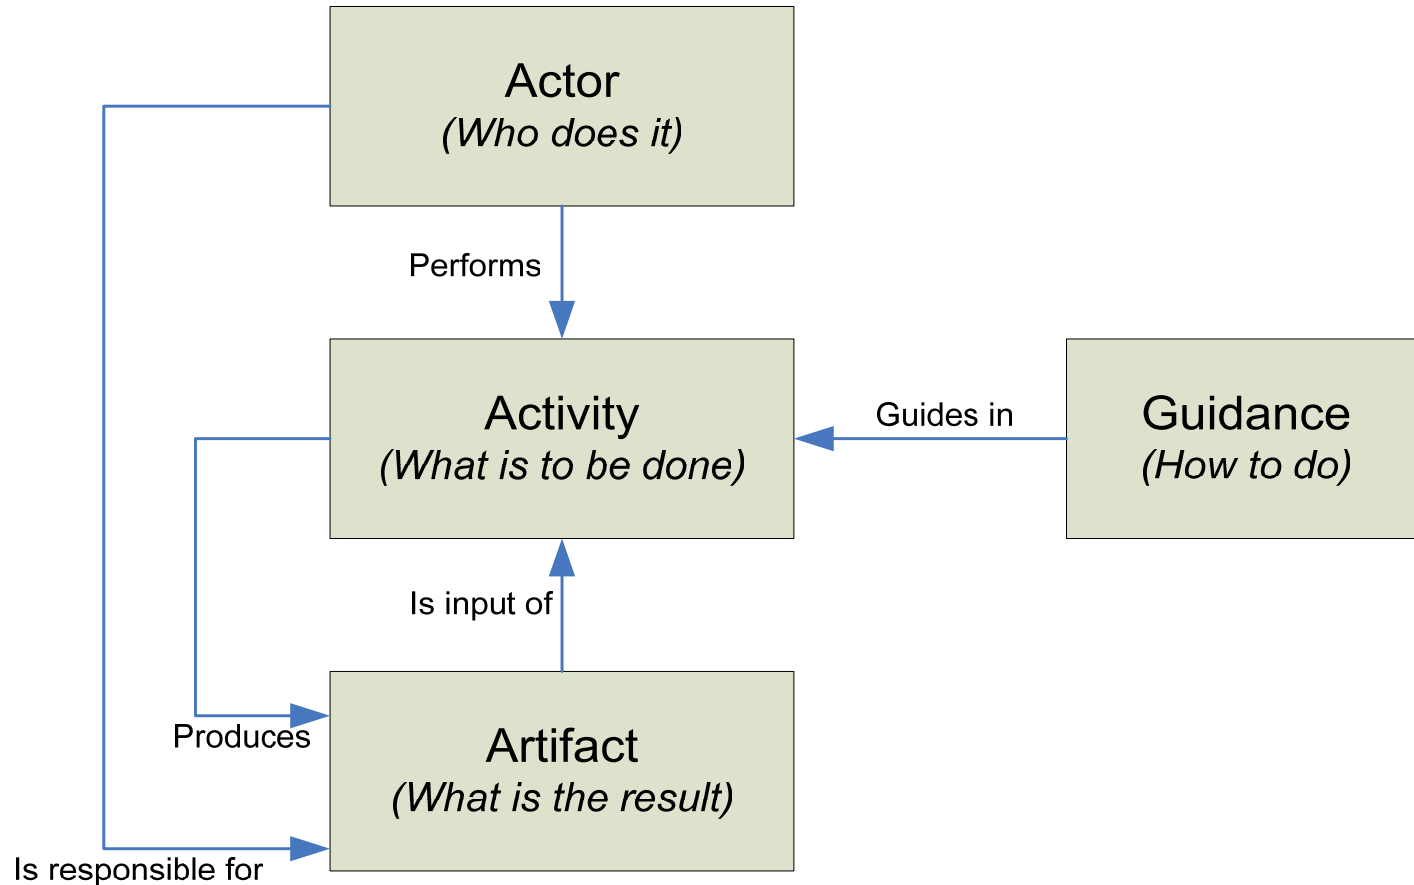 Actor
(Who does it)
Performs
Activity
(What is to be done)
Guides in
Guidance
(How to do)
Is input of
Produces
Artifact
(What is the result)
Is responsible for